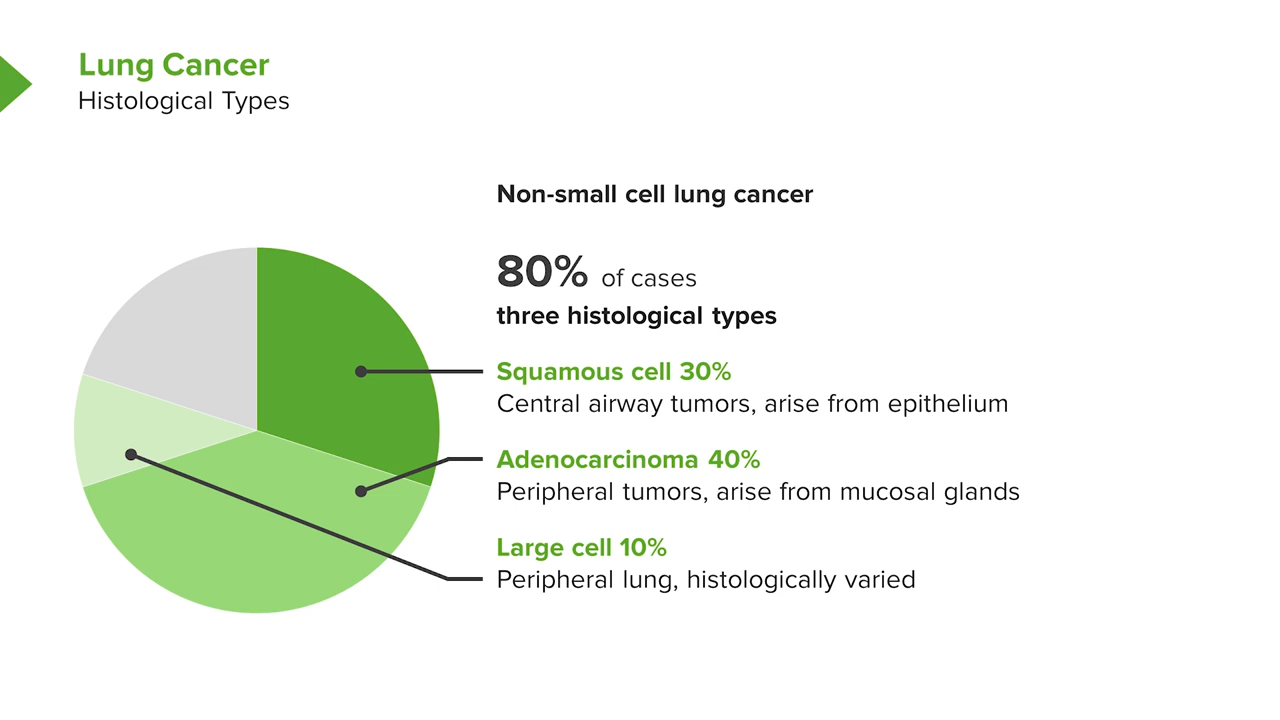 Lung Cancer
Histological Types
Non-small cell lung cancer
80% of cases
three histological types
Squamous cell 30%
Central airway tumors, arise from epithelium
Adenocarcinoma 40%
Peripheral tumors, arise from mucosal glands
Large cell 10%
Peripheral lung, histologically varied